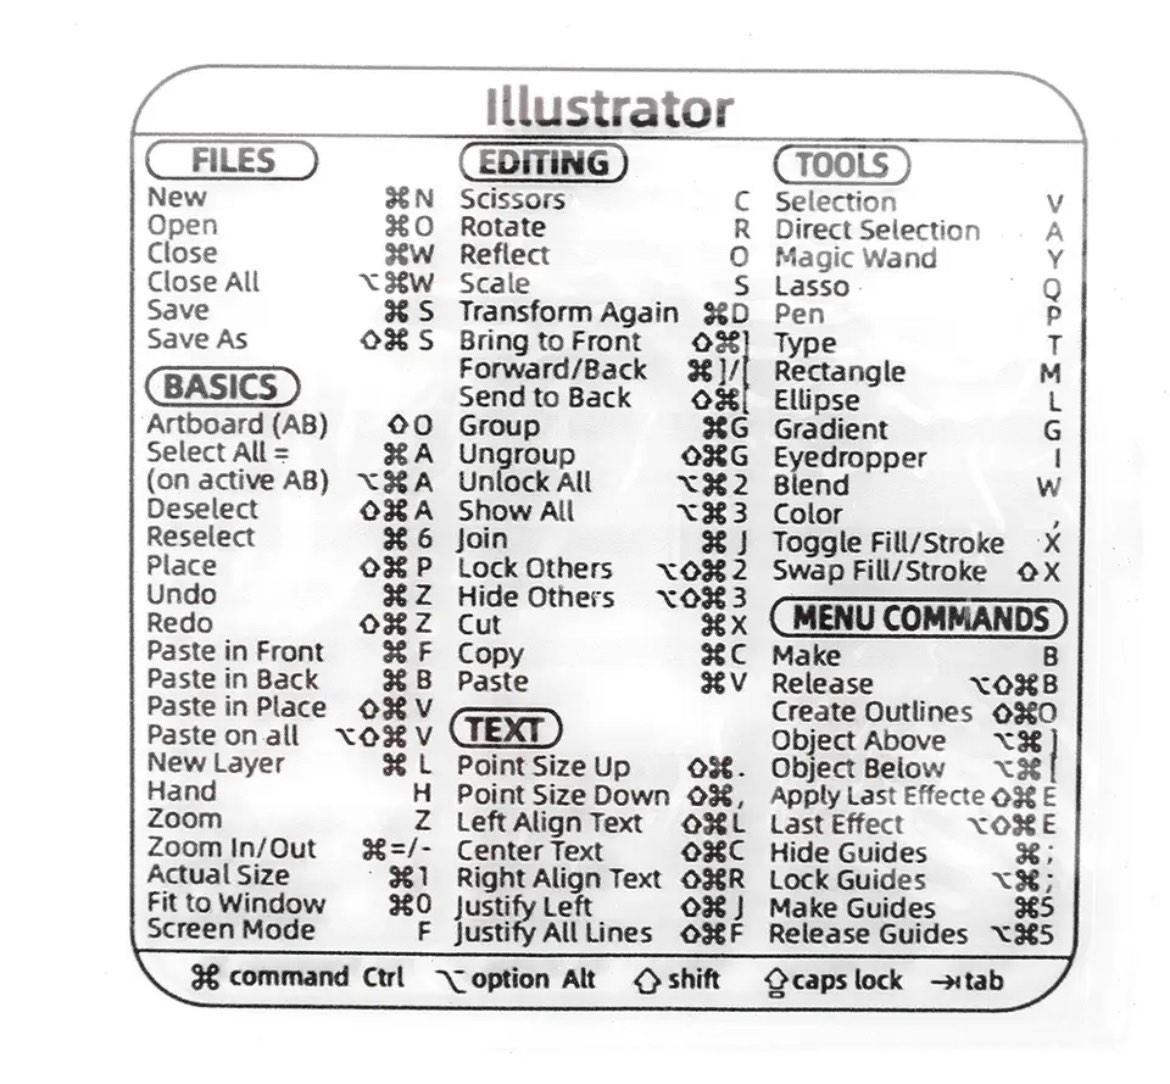 Illustrator
FILES
New ⌘N
Open ⌘O
Close ⌘W
Close All ⌥⌘W
Save ⌘ S
Save As ⇧⌘ S
BASICS
Artboard (AB) ⇧O
Select All = ⌘ A
(on active AB) ⌥⌘ A
Deselect ⇧⌘ A
Reselect ⌘ 6
Place ⇧⌘ P
Undo ⌘ Z
Redo ⇧⌘ Z
Paste in Front ⌘ F
Paste in Back ⌘ B
Paste in Place ⇧⌘ V
Paste on all ⌥⇧⌘ V
New Layer ⌘ L
Hand H
Zoom Z
Zoom In/Out ⌘=/-
Actual Size ⌘1
Fit to Window ⌘0
Screen Mode F
EDITING
Scissors C
Rotate R
Reflect O
Scale S
Transform Again ⌘D
Bring to Front ⇧⌘]
Forward/Back ⌘]/[
Send to Back ⇧⌘[
Group ⌘G
Ungroup ⇧⌘G
Unlock All ⌥⌘2
Show All ⌥⌘3
Join ⌘ J
Lock Others ⌥⇧⌘2
Hide Others ⌥⇧⌘3
Cut ⌘X
Copy ⌘C
Paste ⌘V
TEXT
Point Size Up ⇧⌘.
Point Size Down ⇧⌘,
Left Align Text ⇧⌘L
Center Text ⇧⌘C
Right Align Text ⇧⌘R
Justify Left ⇧⌘J
Justify All Lines ⇧⌘F
TOOLS
Selection V
Direct Selection A
Magic Wand Y
Lasso Q
Pen P
Type T
Rectangle M
Ellipse L
Gradient G
Eyedropper I
Blend W
Color ,
Toggle Fill/Stroke X
Swap Fill/Stroke ⇧X
MENU COMMANDS
Make B
Release ⌥⇧⌘B
Create Outlines ⇧⌘O
Object Above ⌥⌘]
Object Below ⌥⌘[
Apply Last Effecte ⇧⌘E
Last Effect ⌥⇧⌘E
Hide Guides ⌘;
Lock Guides ⌥⌘;
Make Guides ⌘5
Release Guides ⌥⌘5
⌘ command Ctrl ⌥ option Alt ⇧ shift ⇪ caps lock ⇥ tab